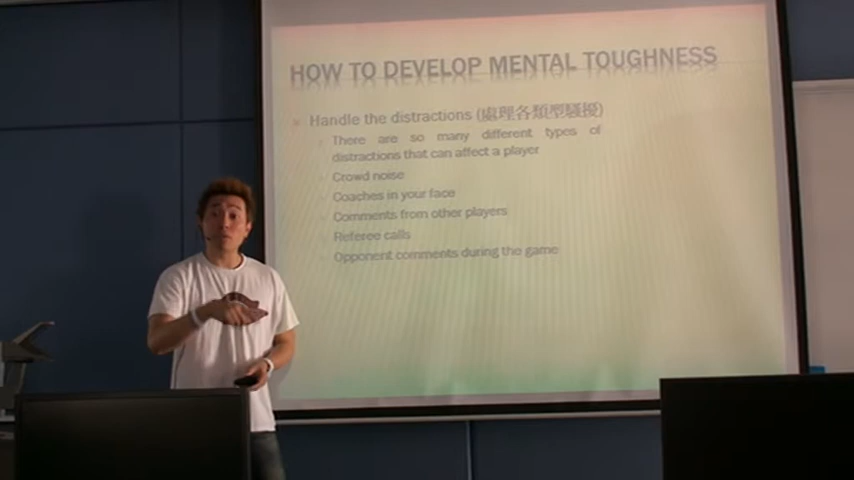 HOW TO DEVELOP MENTAL TOUGHNESS
Handle the distractions (處理各類型騷擾)
There are so many different types of
distractions that can affect a player
Crowd noise
Coaches in your face
Comments from other players
Referee calls
Opponent comments during the game